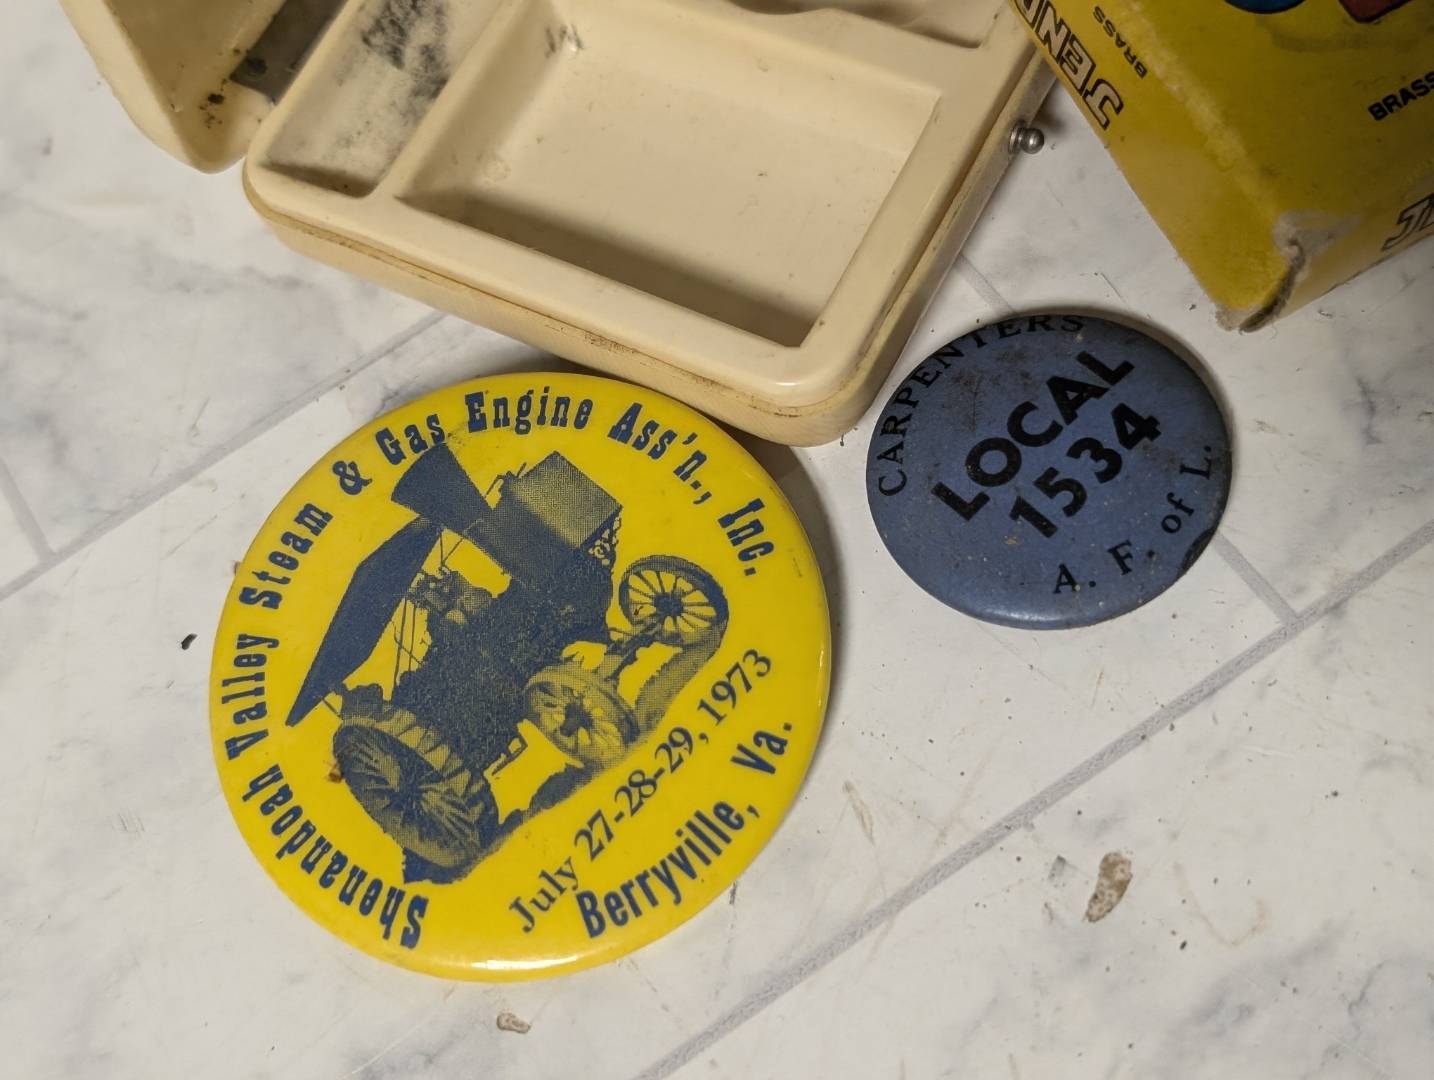 Shenandoah Valley Steam & Gas Engine Ass'n., Inc.
July 27-28-29, 1973
Berryville, Va.
CARPENTERS
LOCAL
1534
A. F. of L.
BRASS
BRASS